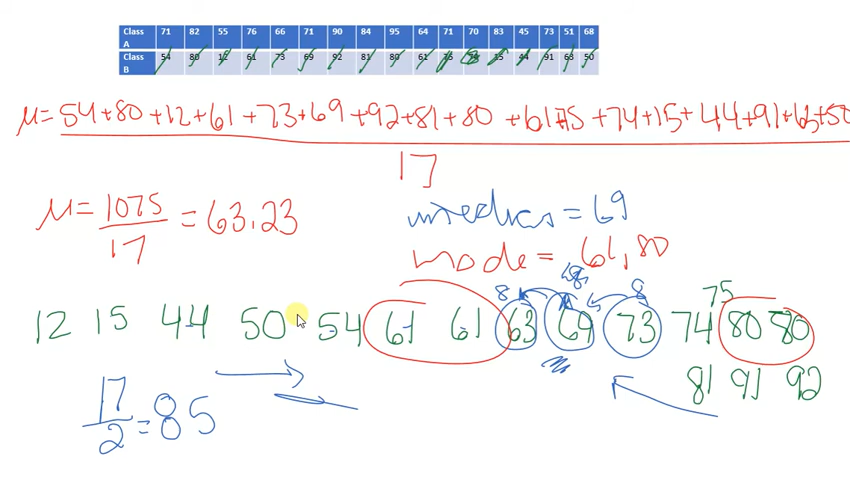 Class A 71 82 55 76 66 71 90 84 95 64 71 70 83 45 73 51 68
Class B 54 80 12 61 73 69 92 81 80 61 15 44 91 63 50
μ = 54+80+12+61+73+69+92+81+80+61+75+74+15+44+91+63+50
17
μ = 1075 = 63.23
17
median = 69
mode = 61,80
8 8 75
12 15 44 50 54 61 61 63 69 73 74 80 80
81 91 92
17 = 85
2